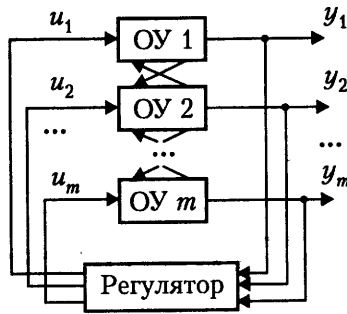 u1 ОУ 1 y1
u2 ОУ 2 y2
... ... ...
um ОУ m ym
Регулятор